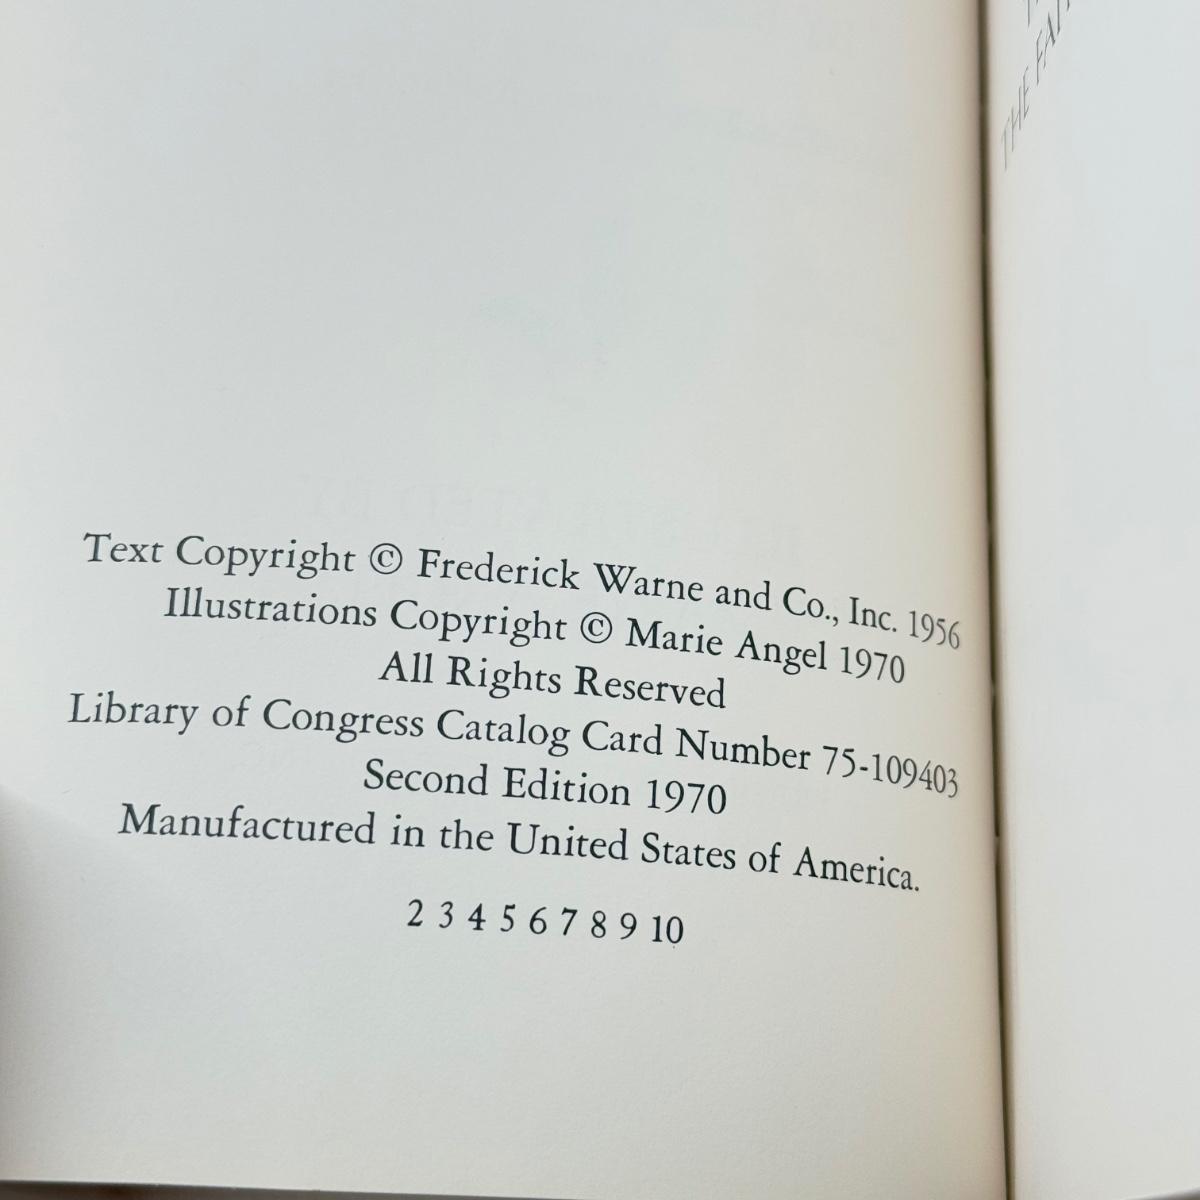 Text Copyright © Frederick Warne and Co., Inc. 1956
Illustrations Copyright © Marie Angel 1970
All Rights Reserved
Library of Congress Catalog Card Number 75-109403
Second Edition 1970
Manufactured in the United States of America.
2 3 4 5 6 7 8 9 10
THE